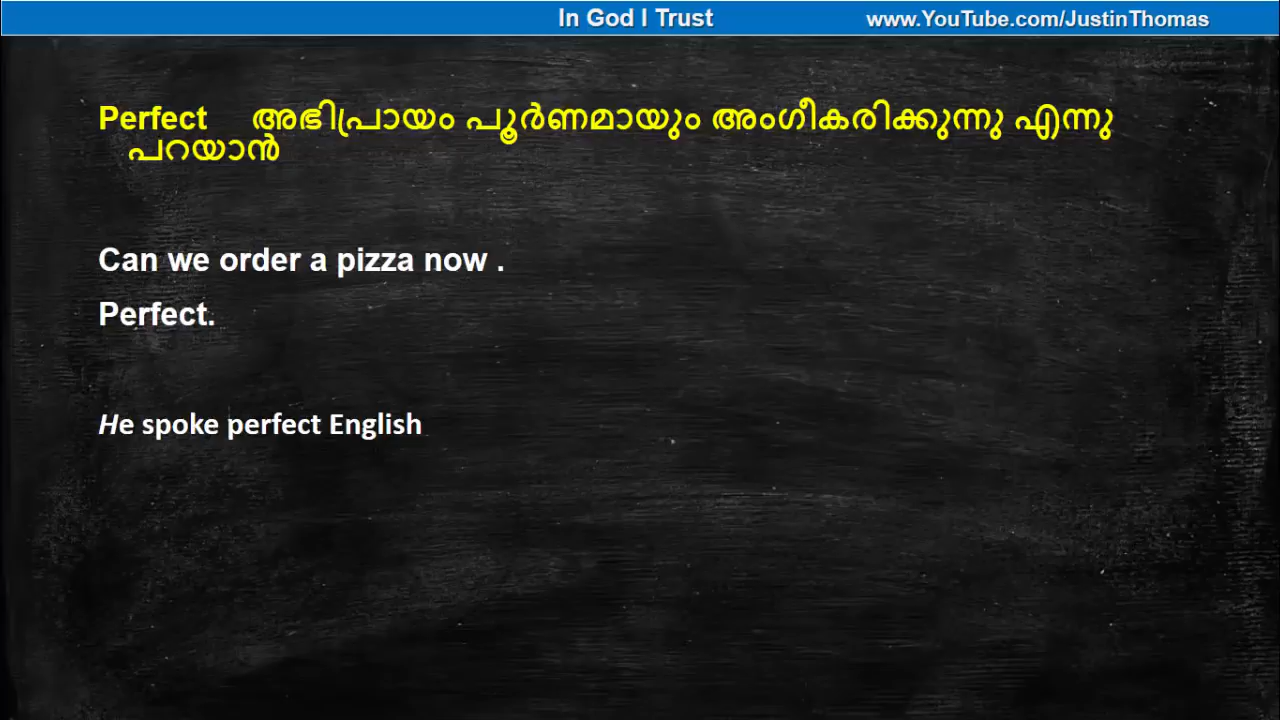 In God I Trust
www.YouTube.com/JustinThomas
Perfect അഭിപ്രായം പൂർണമായും അംഗീകരിക്കുന്നു എന്നു
പറയാൻ
Can we order a pizza now .
Perfect.
He spoke perfect English